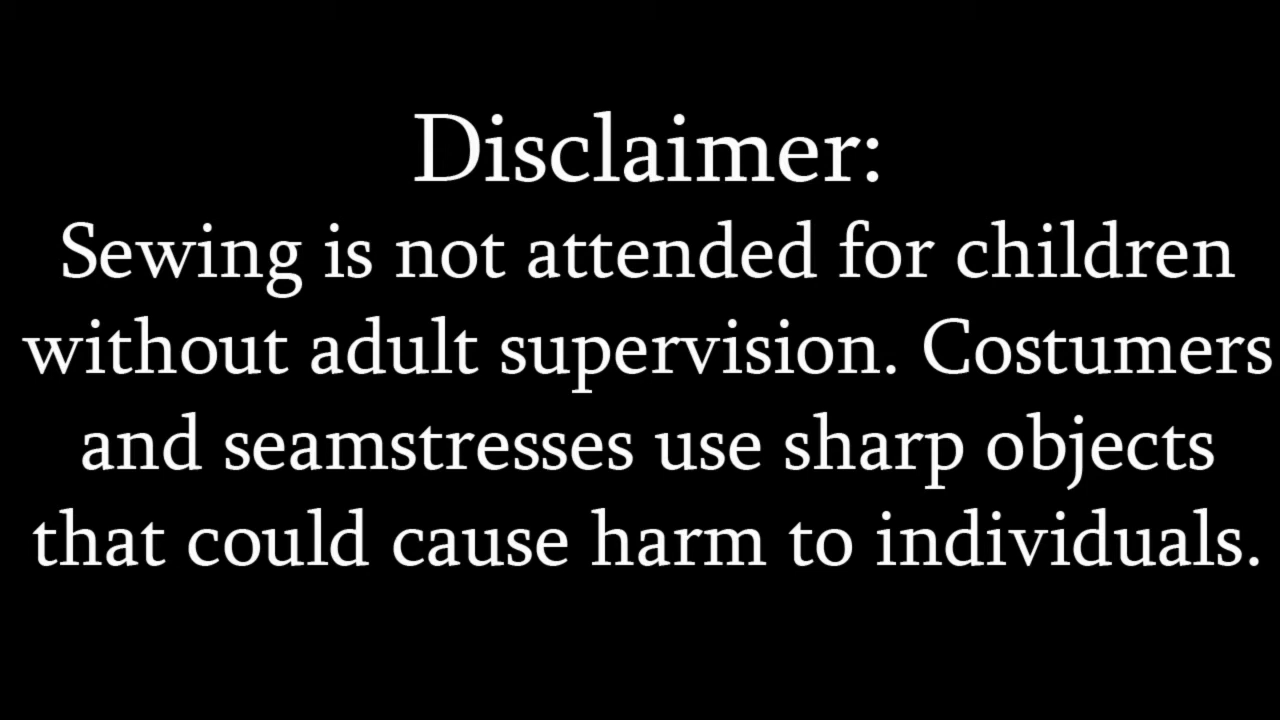 Disclaimer:
Sewing is not attended for children
without adult supervision. Costumers
and seamstresses use sharp objects
that could cause harm to individuals.